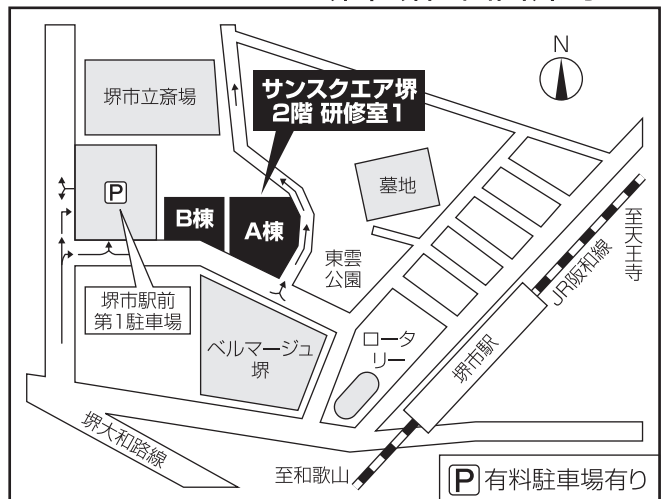 N
堺市立斎場
サンスクエア堺
2階 研修室1
P
墓地
B棟
A棟
東雲
公園
至天王寺
JR阪和線
堺市駅前
第1駐車場
ベルマージュ
堺
ロータ
リー
堺市駅
堺大和路線
至和歌山
P有料駐車場有り